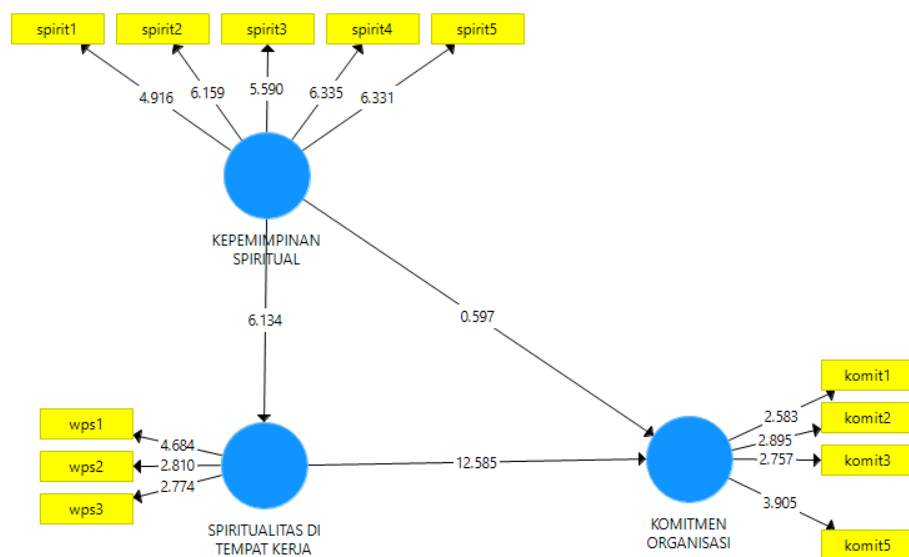 spirit1
spirit2
spirit3
spirit4
spirit5
4.916
6.159
5.590
6.335
6.331
KEPEMIMPINAN
SPIRITUAL
6.134
0.597
wps1
wps2
wps3
4.684
2.810
2.774
SPIRITUALITAS DI
TEMPAT KERJA
12.585
komit1
komit2
komit3
komit5
2.583
2.895
2.757
3.905
KOMITMEN
ORGANISASI